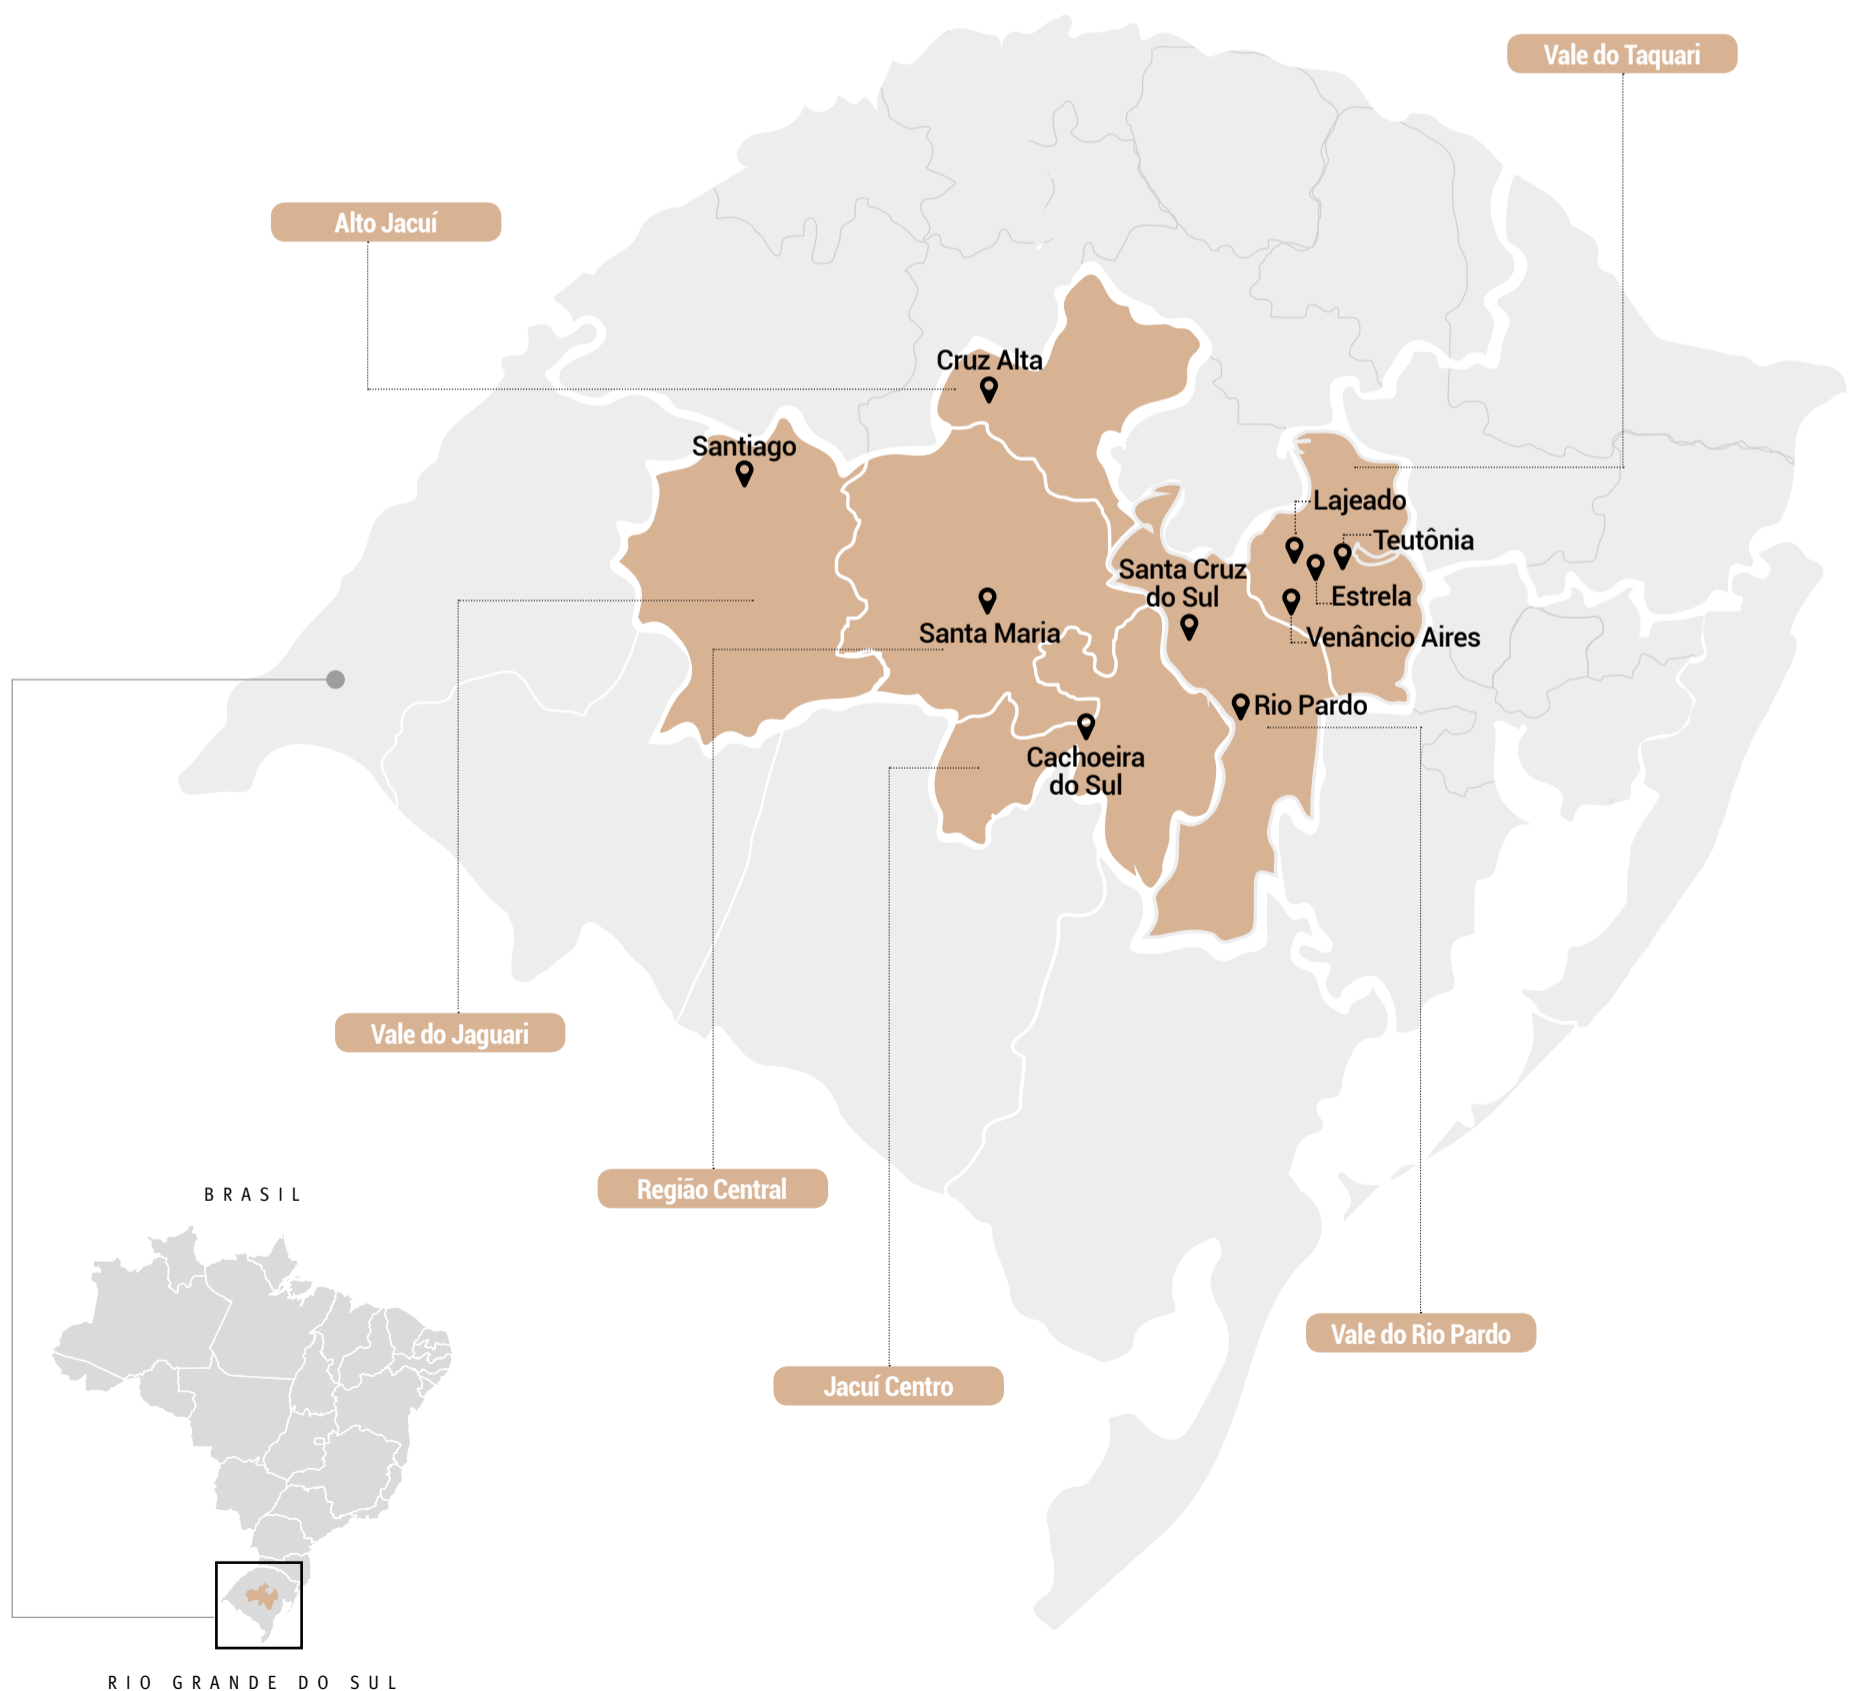 Vale do Taquari
Alto Jacuí
Cruz Alta
Santiago
Lajeado
Teutônia
Santa Cruz
do Sul
Estrela
Santa Maria
Venâncio Aires
Rio Pardo
Cachoeira
do Sul
Vale do Jaguari
Região Central
Vale do Rio Pardo
Jacuí Centro
BRASIL
RIO GRANDE DO SUL